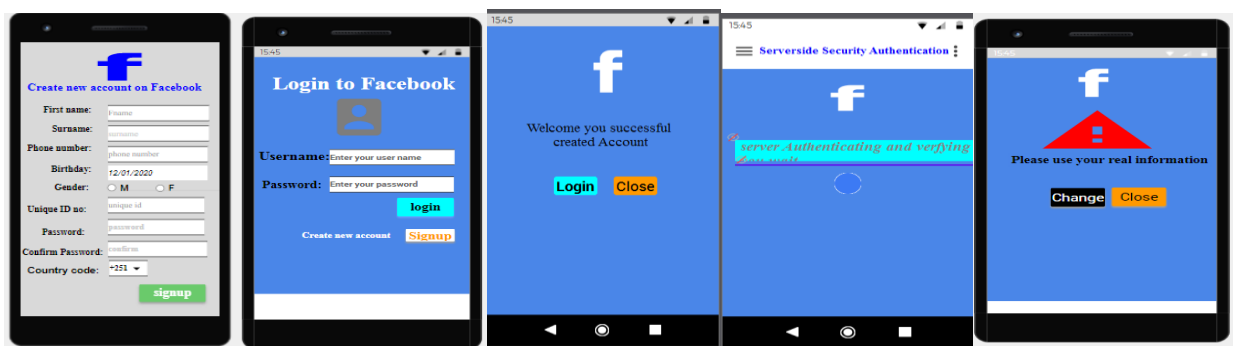 f
Create new account on Facebook
First name: Fname
Surname: surname
Phone number: phone number
Birthday: 12/01/2020
Gender: M F
Unique ID no: unique id
Password: password
Confirm Password: confirm
Country code: +251
signup
15:45
Login to Facebook
Username: Enter your user name
Password: Enter your password
login
Create new account Signup
15:45
f
Welcome you successful
created Account
Login Close
15:45
Serverside Security Authentication
f
server Authenticating and verfying
15:45
f
Please use your real information
Change Close